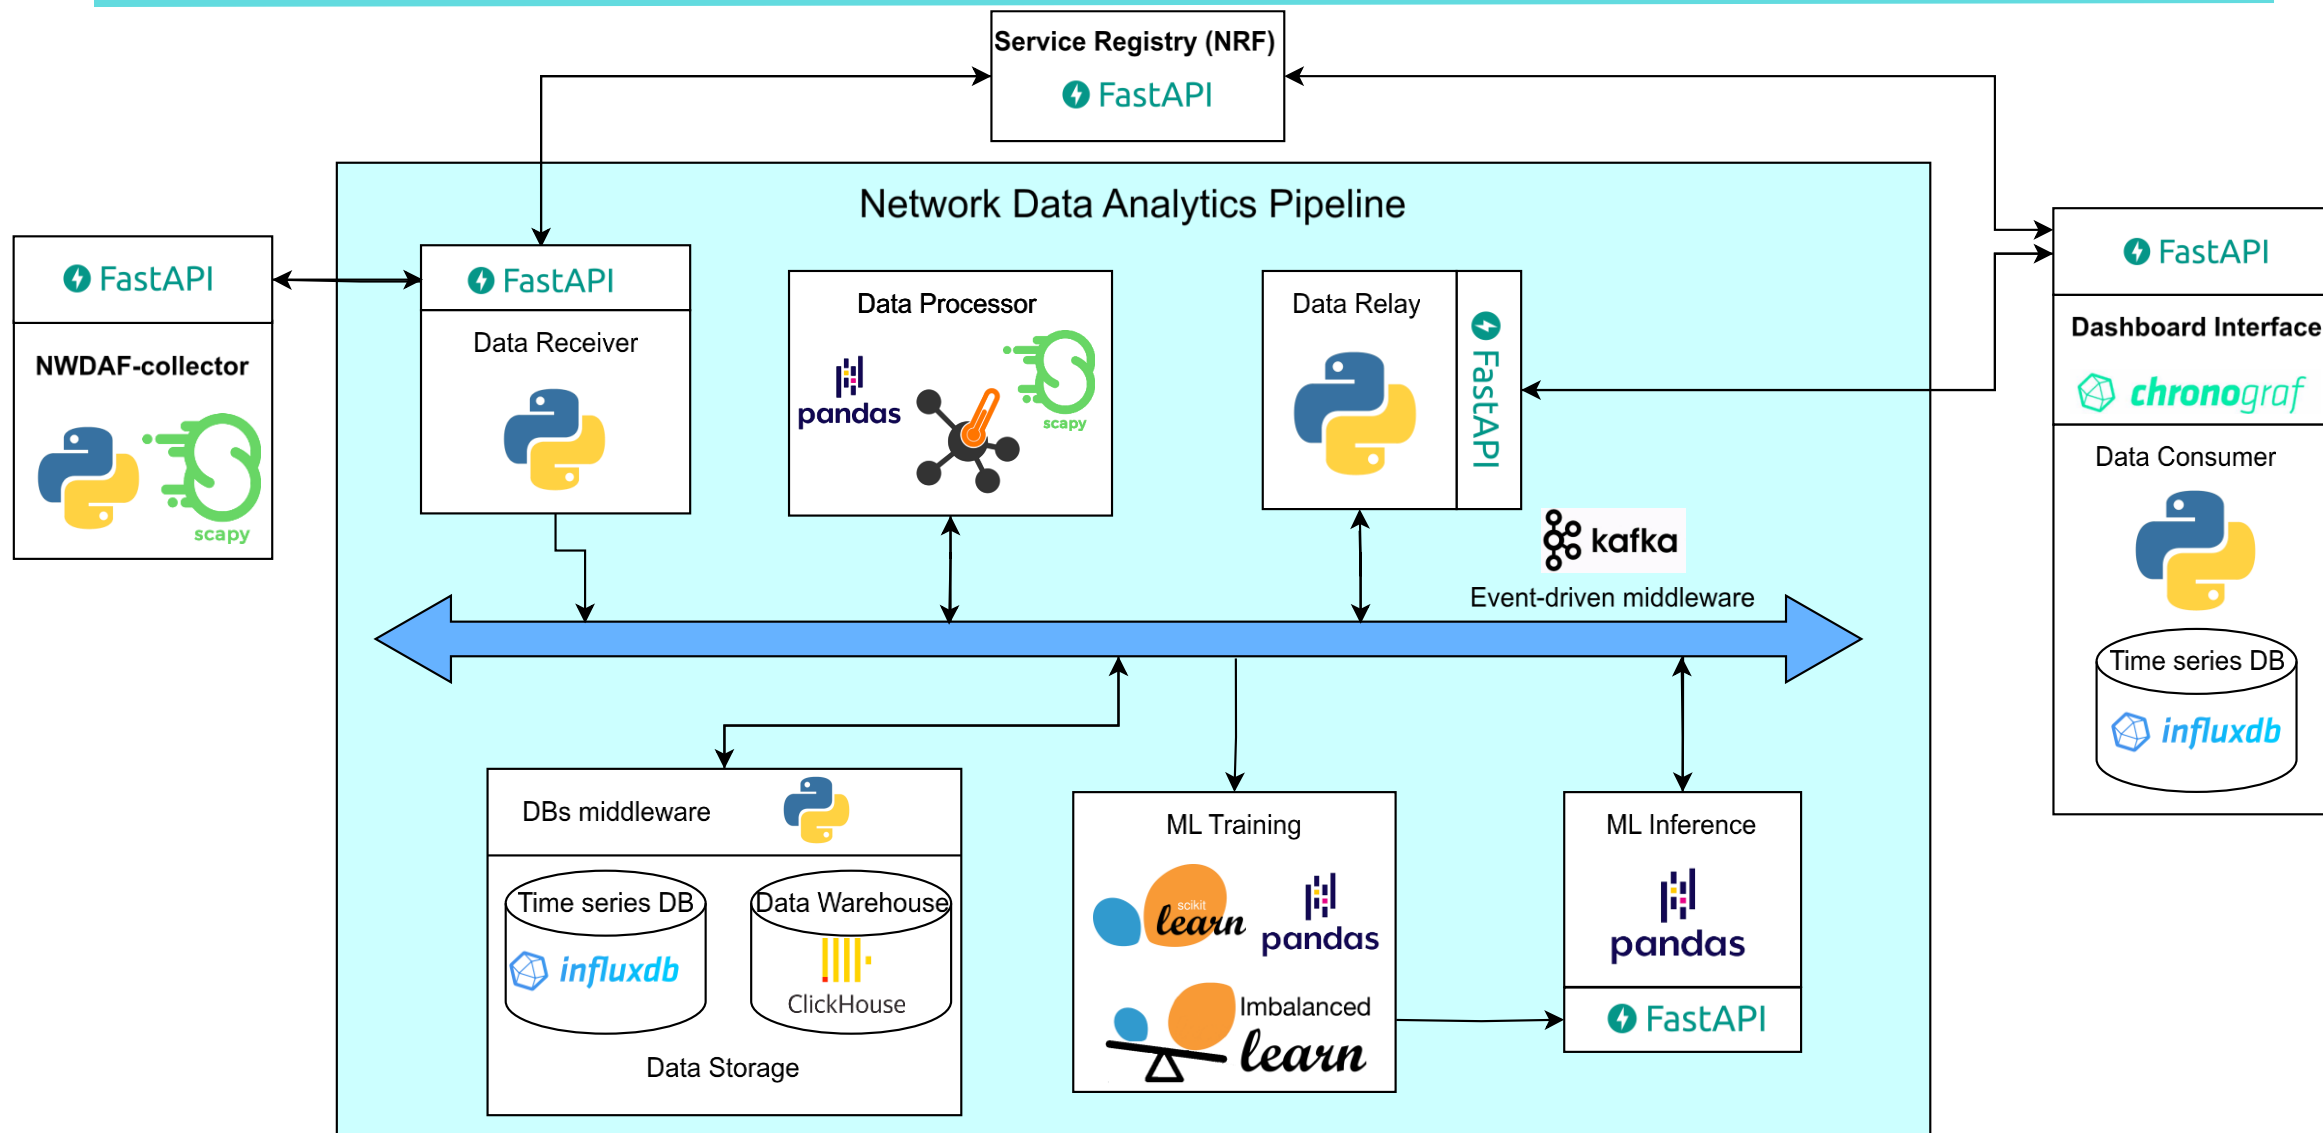 Service Registry (NRF)
FastAPI
Network Data Analytics Pipeline
FastAPI
NWDAF-collector
scapy
FastAPI
Data Receiver
Data Processor
pandas
scapy
Data Relay
FastAPI
FastAPI
Dashboard Interface
chronograf
Data Consumer
Time series DB
influxdb
kafka
Event-driven middleware
DBs middleware
Time series DB
influxdb
Data Warehouse
ClickHouse
Data Storage
ML Training
scikit
learn
pandas
Imbalanced
learn
ML Inference
pandas
FastAPI